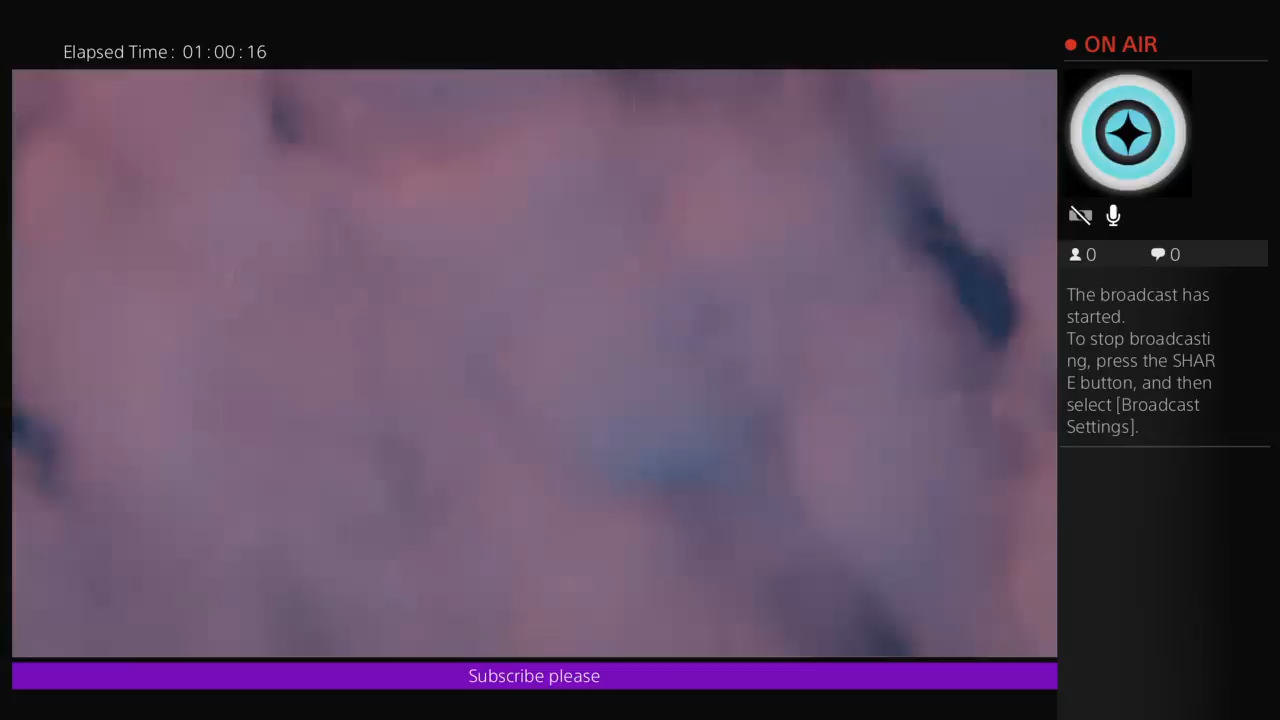 Elapsed Time: 01:00:16
ON AIR
0
0
The broadcast has
started.
To stop broadcasti
ng, press the SHAR
E button, and then
select [Broadcast
Settings].
Subscribe please